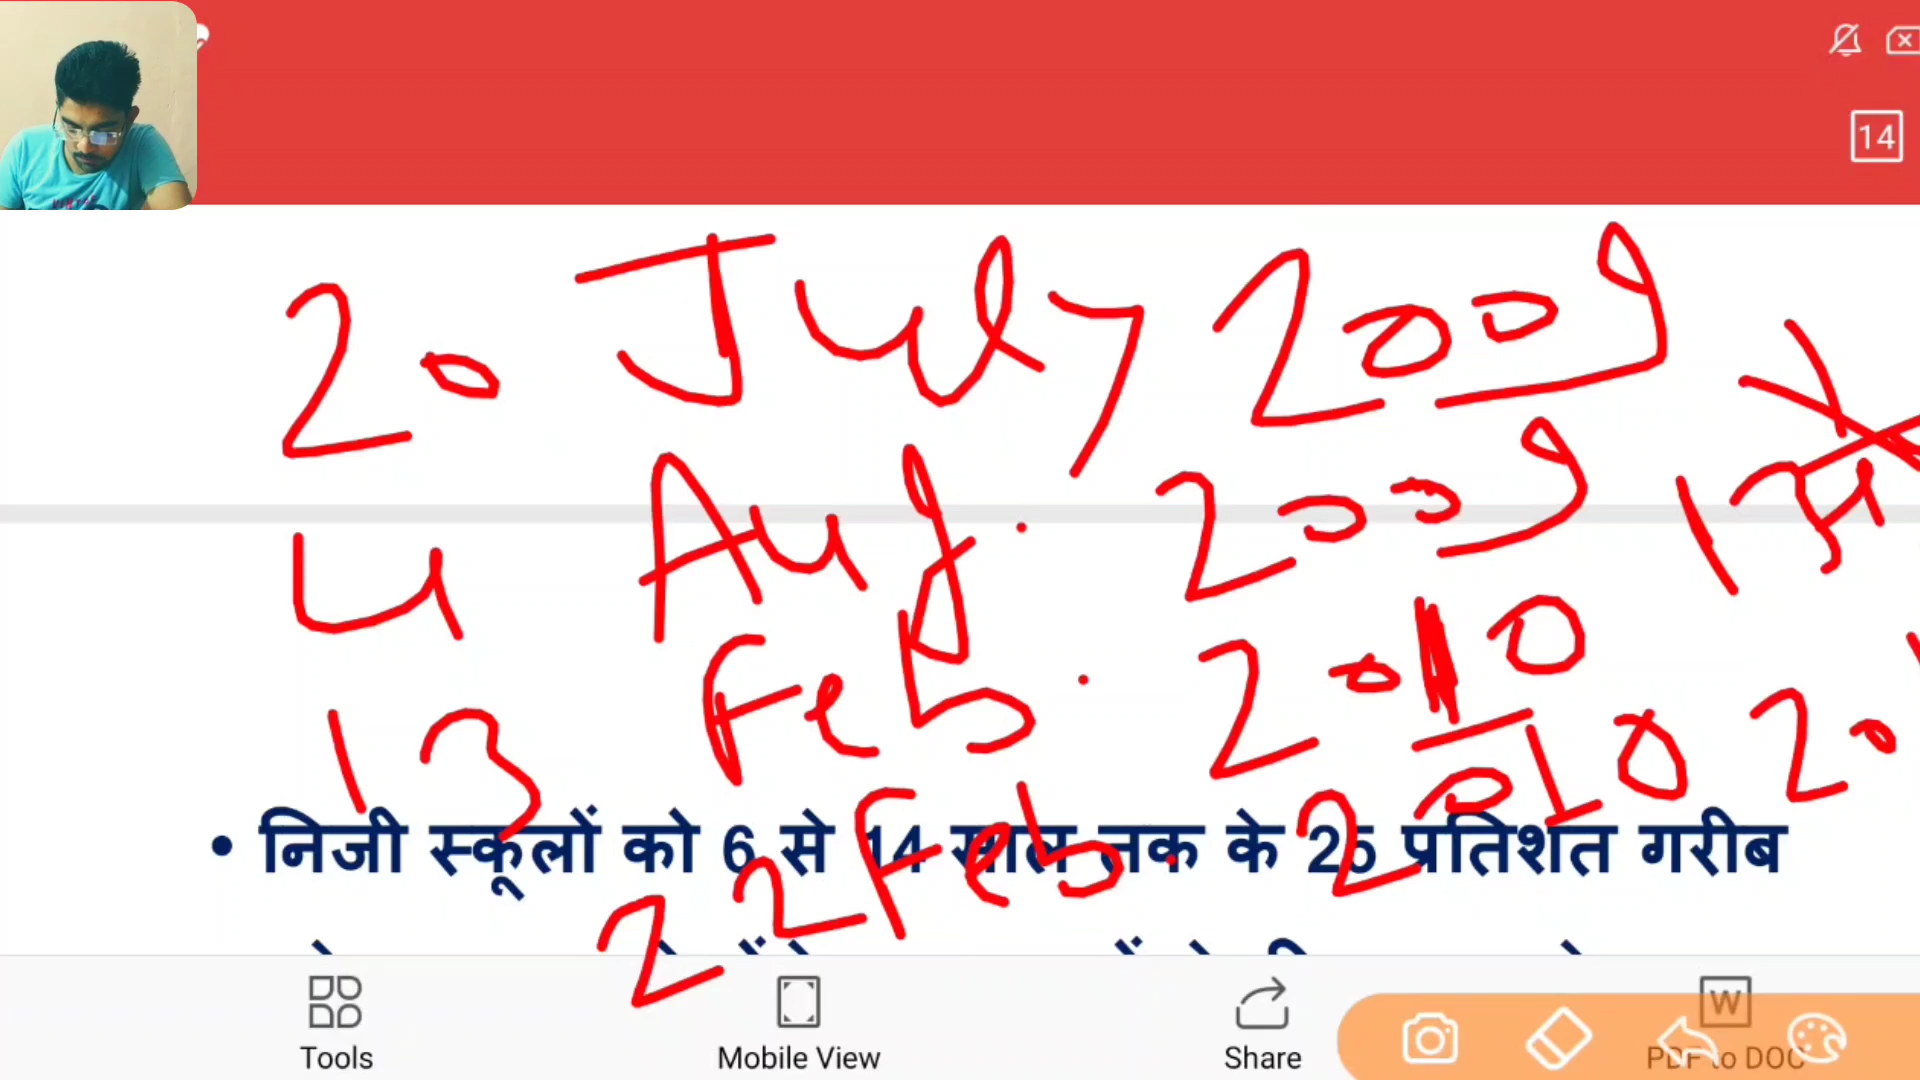 14
20 July 2009
4 Aug. 2009
13 Feb. 2010
• निजी स्कूलों को 6 से 14 साल तक के 25 प्रतिशत गरीब
22 Feb. 2010
Tools
Mobile View
Share
W
PDF to DOC